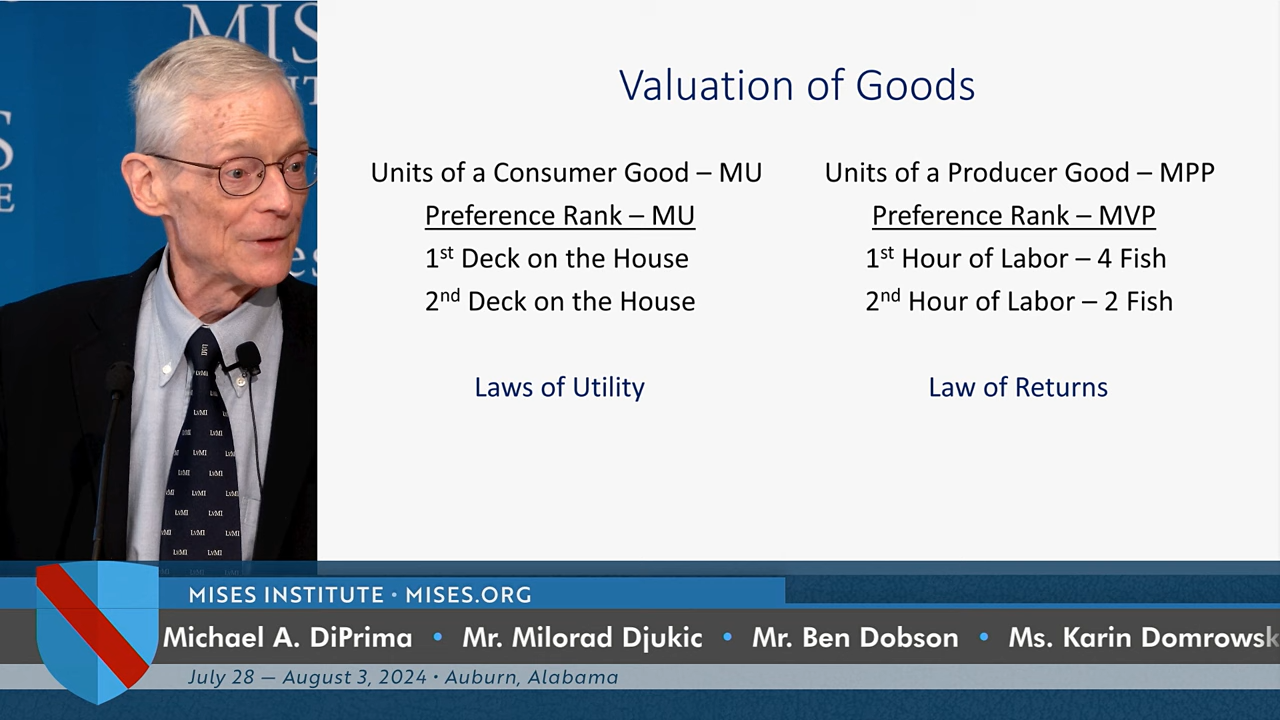 MIS
Valuation of Goods
Units of a Consumer Good – MU
Preference Rank – MU
1st Deck on the House
2nd Deck on the House
Laws of Utility
Units of a Producer Good – MPP
Preference Rank – MVP
1st Hour of Labor – 4 Fish
2nd Hour of Labor – 2 Fish
Law of Returns
MISES INSTITUTE • MISES.ORG
Michael A. DiPrima • Mr. Milorad Djukic • Mr. Ben Dobson • Ms. Karin Domrowsk
July 28 — August 3, 2024 • Auburn, Alabama